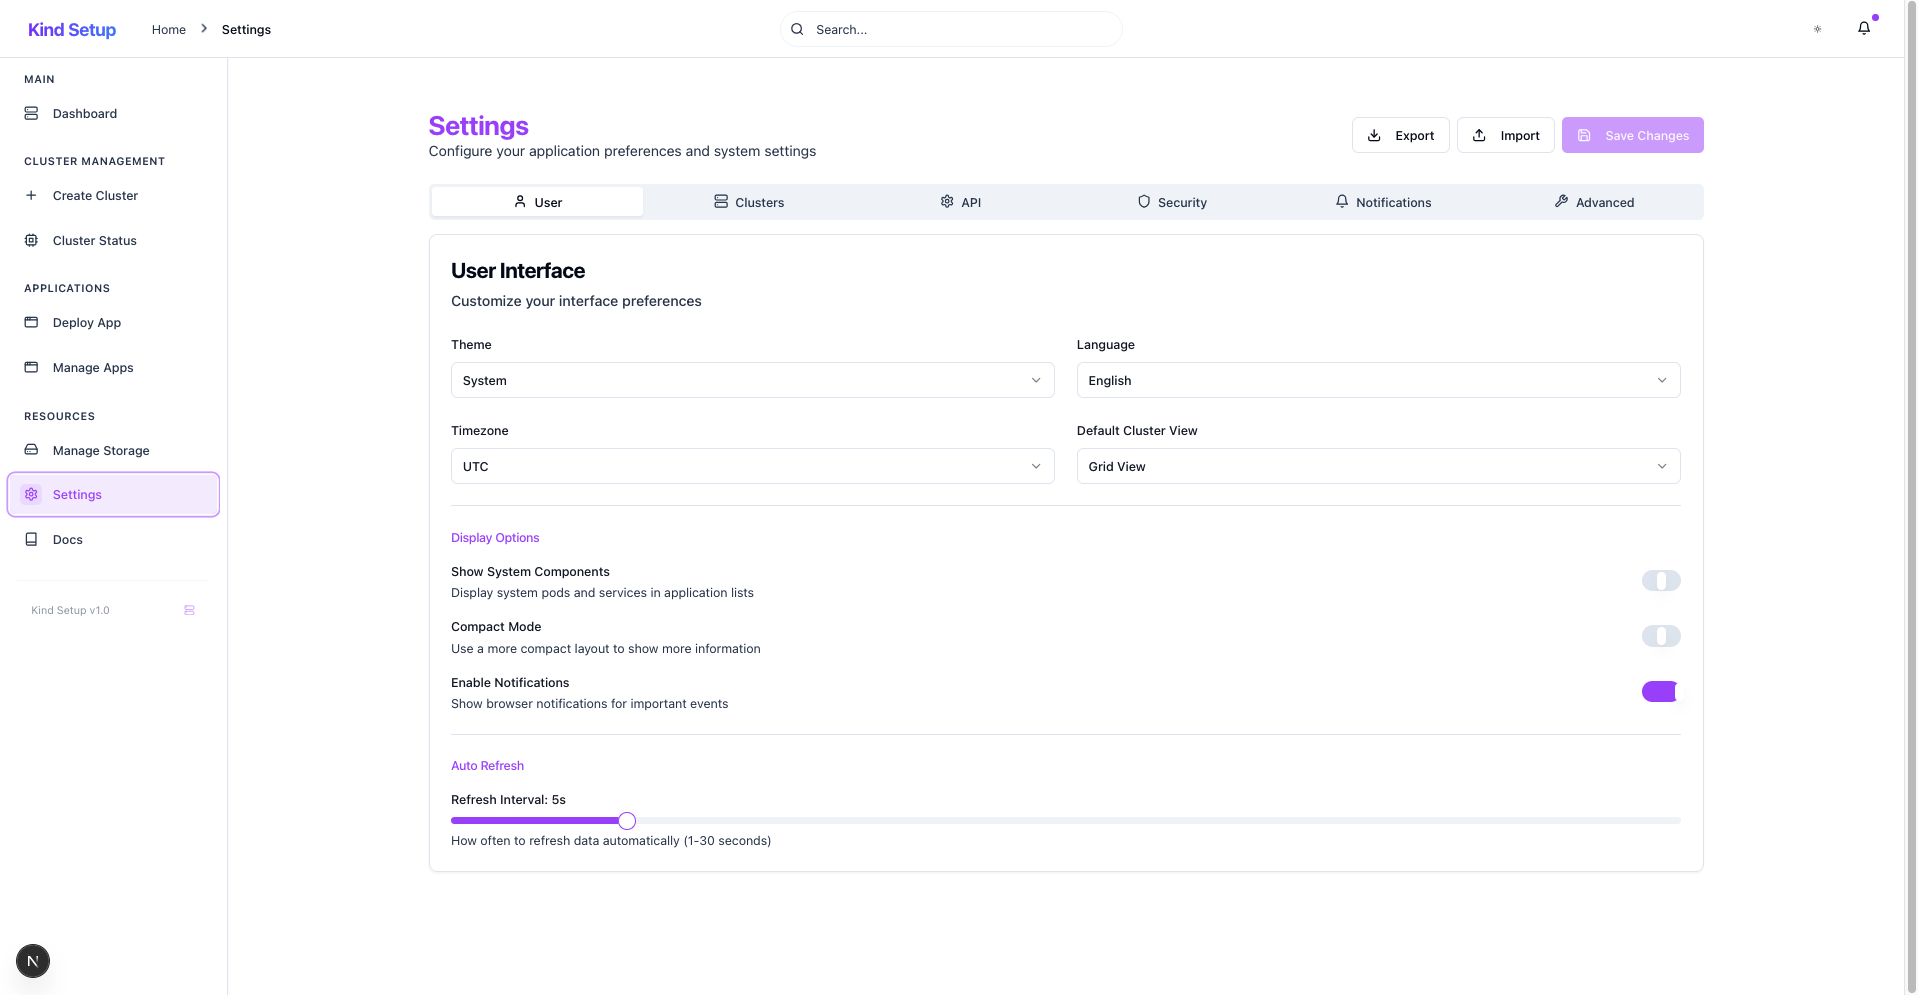 Kind Setup
Home
Settings
Search...
MAIN
Dashboard
CLUSTER MANAGEMENT
Create Cluster
Cluster Status
APPLICATIONS
Deploy App
Manage Apps
RESOURCES
Manage Storage
Settings
Docs
Kind Setup v1.0
N
Settings
Configure your application preferences and system settings
Export
Import
Save Changes
User
Clusters
API
Security
Notifications
Advanced
User Interface
Customize your interface preferences
Theme
System
Language
English
Timezone
UTC
Default Cluster View
Grid View
Display Options
Show System Components
Display system pods and services in application lists
Compact Mode
Use a more compact layout to show more information
Enable Notifications
Show browser notifications for important events
Auto Refresh
Refresh Interval: 5s
How often to refresh data automatically (1-30 seconds)